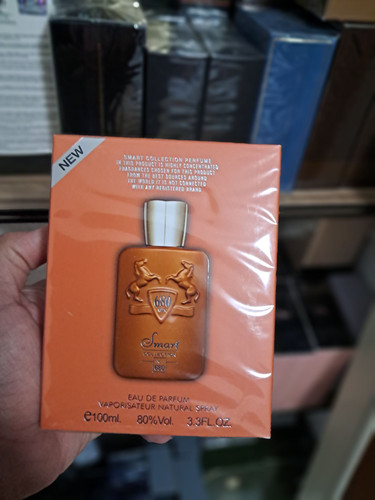 NEW
SMART COLLECTION PERFUME
IN THIS PRODUCT IS HIGHLY CONCENTRATED
FRAGRANCES CHOSEN FOR THIS PRODUCT
FROM THE BEST SOURCES AROUND
THE WORLD IT IS NOT CONNECTED
WITH ANY REGISTERED BRAND
Smart
EAU DE PARFUM
VAPORISATEUR NATURAL SPRAY
℮100ml. 80%Vol. 3.3FL.OZ.